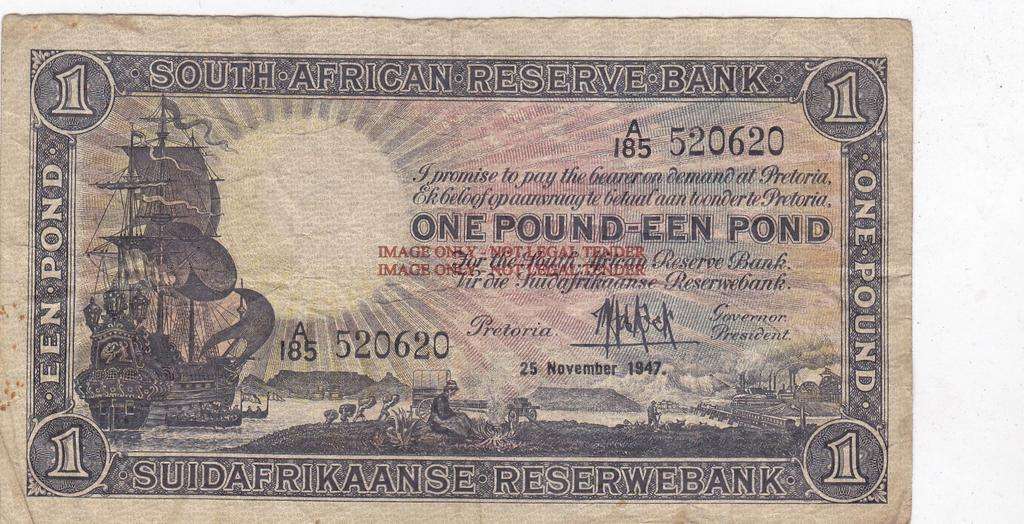 1 SOUTH·AFRICAN·RESERVE·BANK 1
A
185 520620
I promise to pay the bearer on demand at Pretoria,
Ek beloof op aanvraag te betaal aan toonder te Pretoria,
ONE POUND-EEN POND
IMAGE ONLY / NOT LEGAL TENDER
For the South African Reserve Bank.
IMAGE ONLY / NOT LEGAL TENDER
Vir die Suidafrikaanse Reserwebank.
Pretoria
Governor
President.
A
185 520620
25 November 1947.
EEN POND
ONE POUND
1 SUIDAFRIKAANSE·RESERWEBANK 1